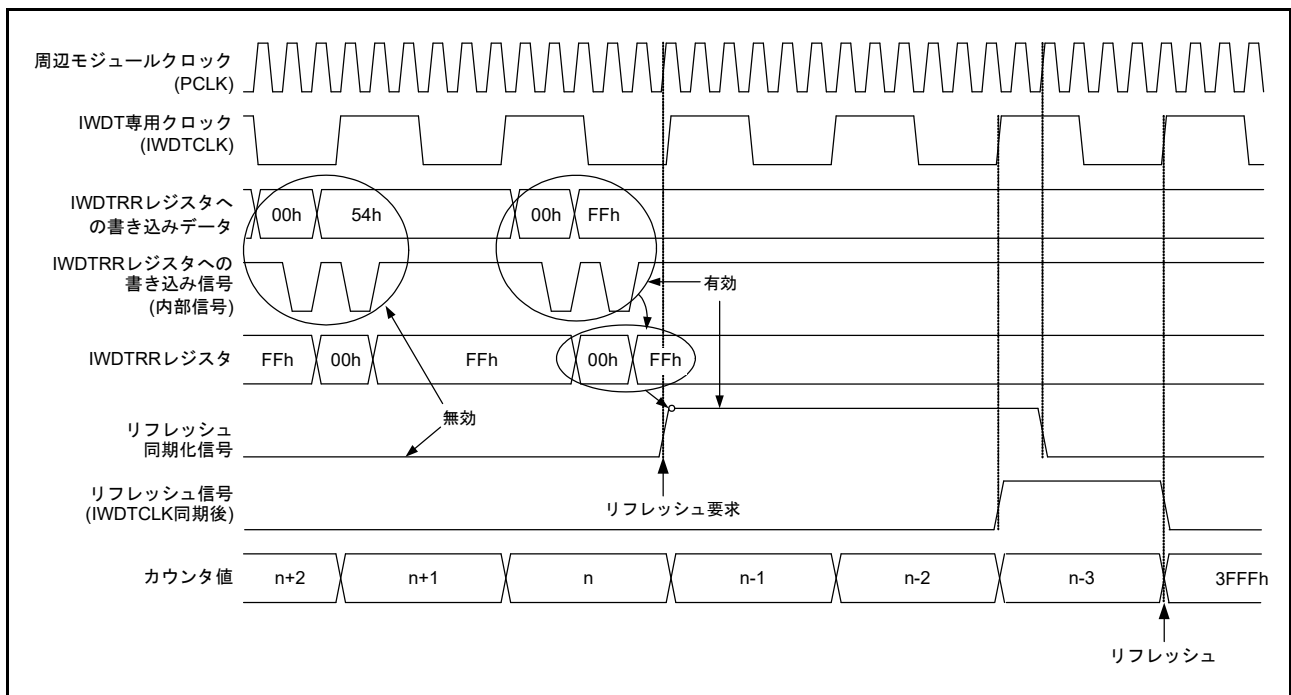 周辺モジュールクロック
(PCLK)
IWDT専用クロック
(IWDTCLK)
IWDTRRレジスタへ
の書き込みデータ
00h
54h
00h
FFh
IWDTRRレジスタへの
書き込み信号
(内部信号)
有効
IWDTRRレジスタ
FFh
00h
FFh
00h
FFh
無効
リフレッシュ
同期化信号
リフレッシュ要求
リフレッシュ信号
(IWDTCLK同期後)
カウンタ値
n+2
n+1
n
n-1
n-2
n-3
3FFFh
リフレッシュ